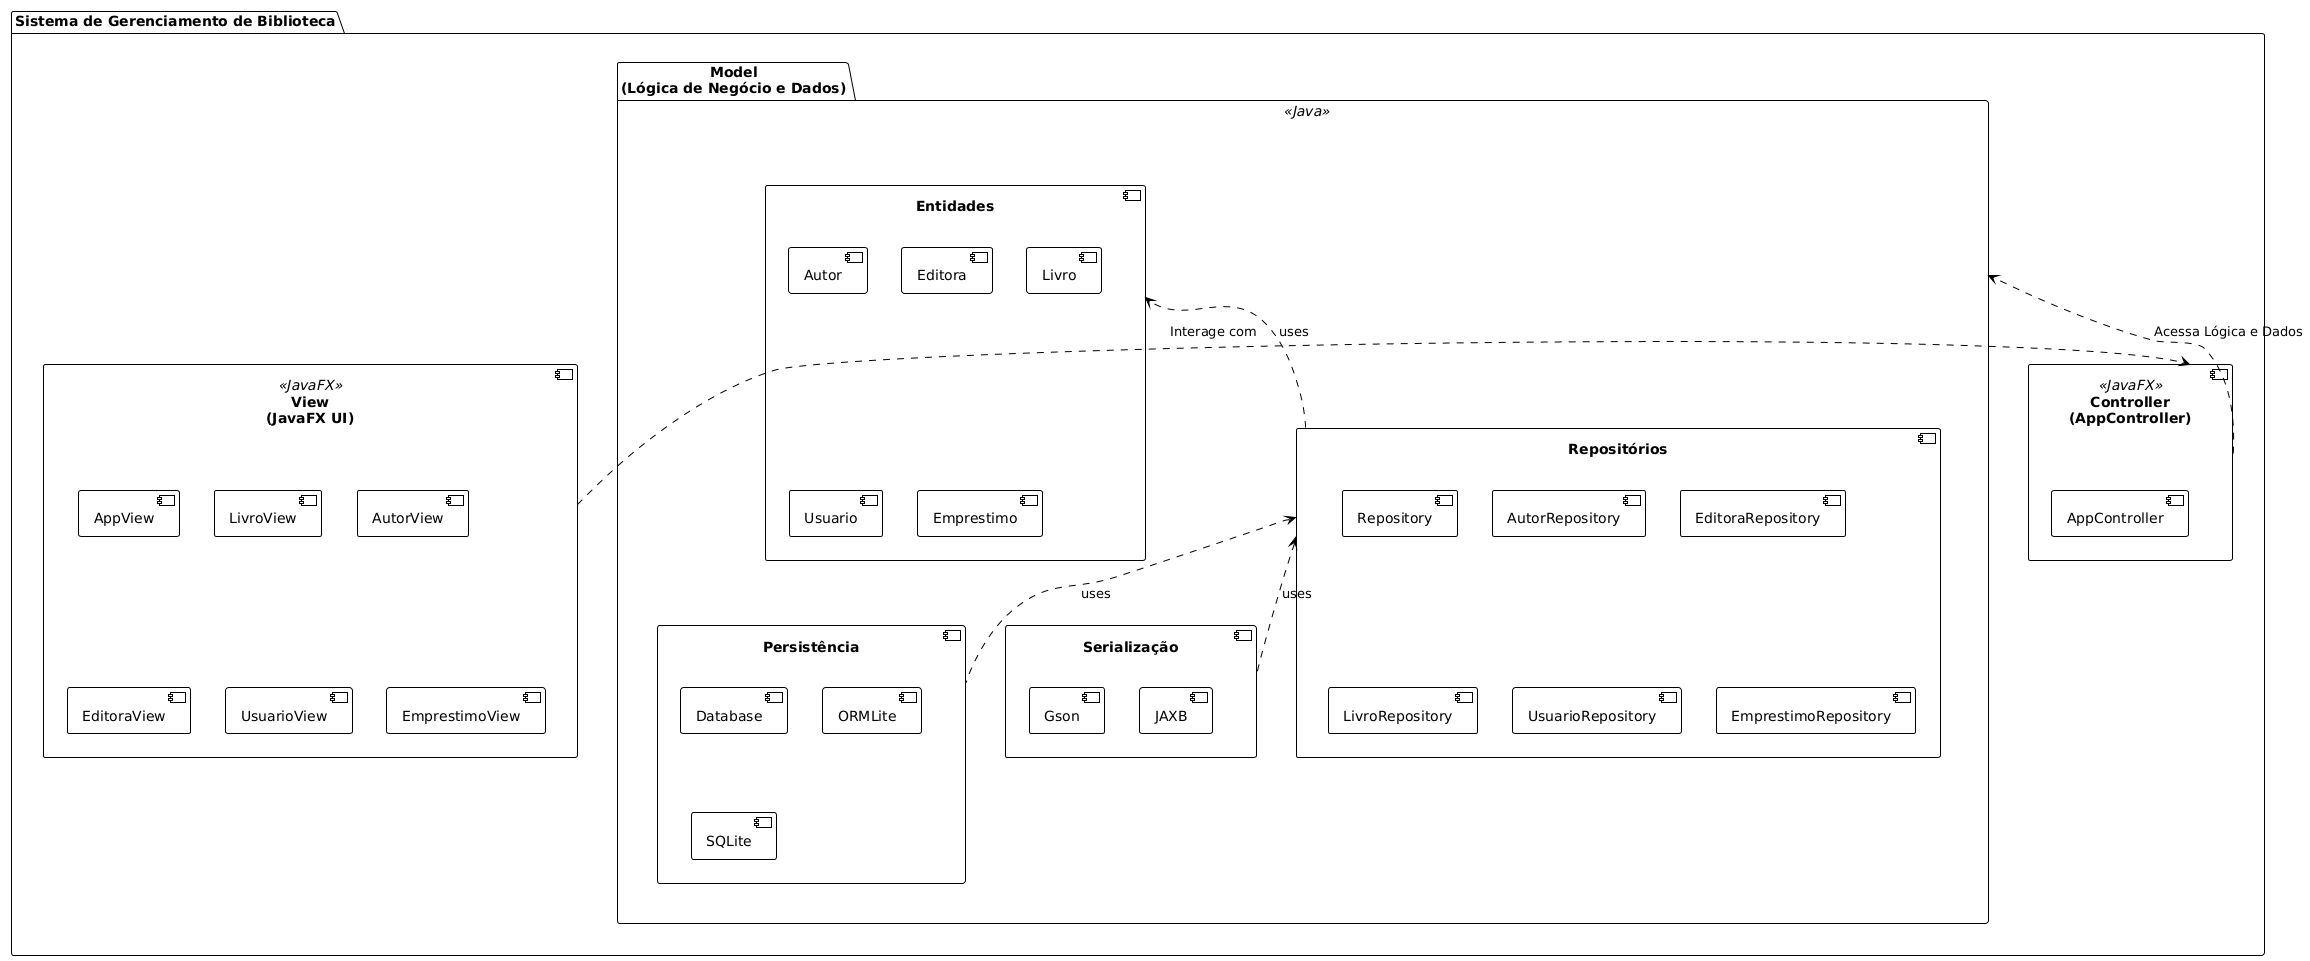 Sistema de Gerenciamento de Biblioteca
Model
(Lógica de Negócio e Dados)
«Java»
Entidades
Autor
Editora
Livro
Interage com
uses
Acessa Lógica e Dados
«JavaFX»
View
(JavaFX UI)
«JavaFX»
Controller
(AppController)
Repositórios
AppView
LivroView
AutorView
Usuario
Emprestimo
Repository
AutorRepository
EditoraRepository
AppController
uses
uses
Persistência
Serialização
EditoraView
UsuarioView
EmprestimoView
Database
ORMLite
Gson
JAXB
LivroRepository
UsuarioRepository
EmprestimoRepository
SQLite